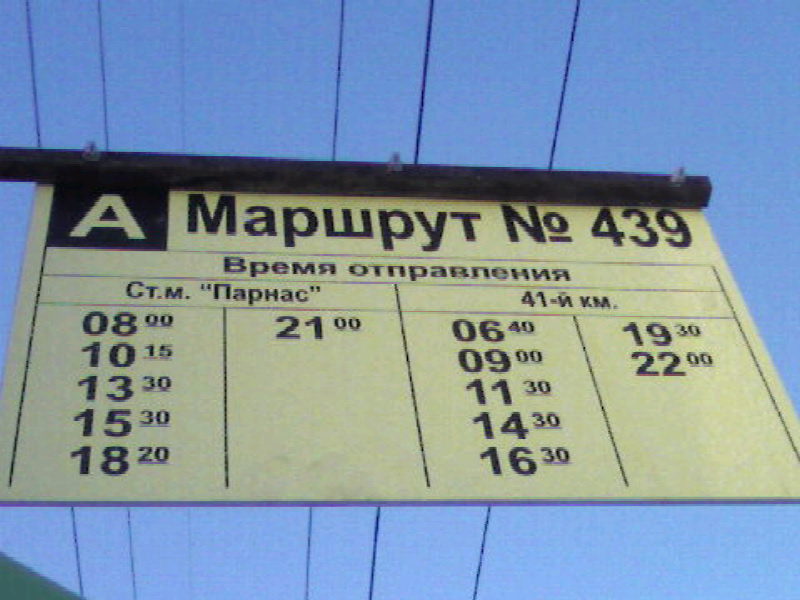 А Маршрут № 439
Время отправления
Ст.м. "Парнас" 41-й км.
08 00 21 00 06 40 19 30
10 15 09 00 22 00
13 30 11 30
15 30 14 30
18 20 16 30